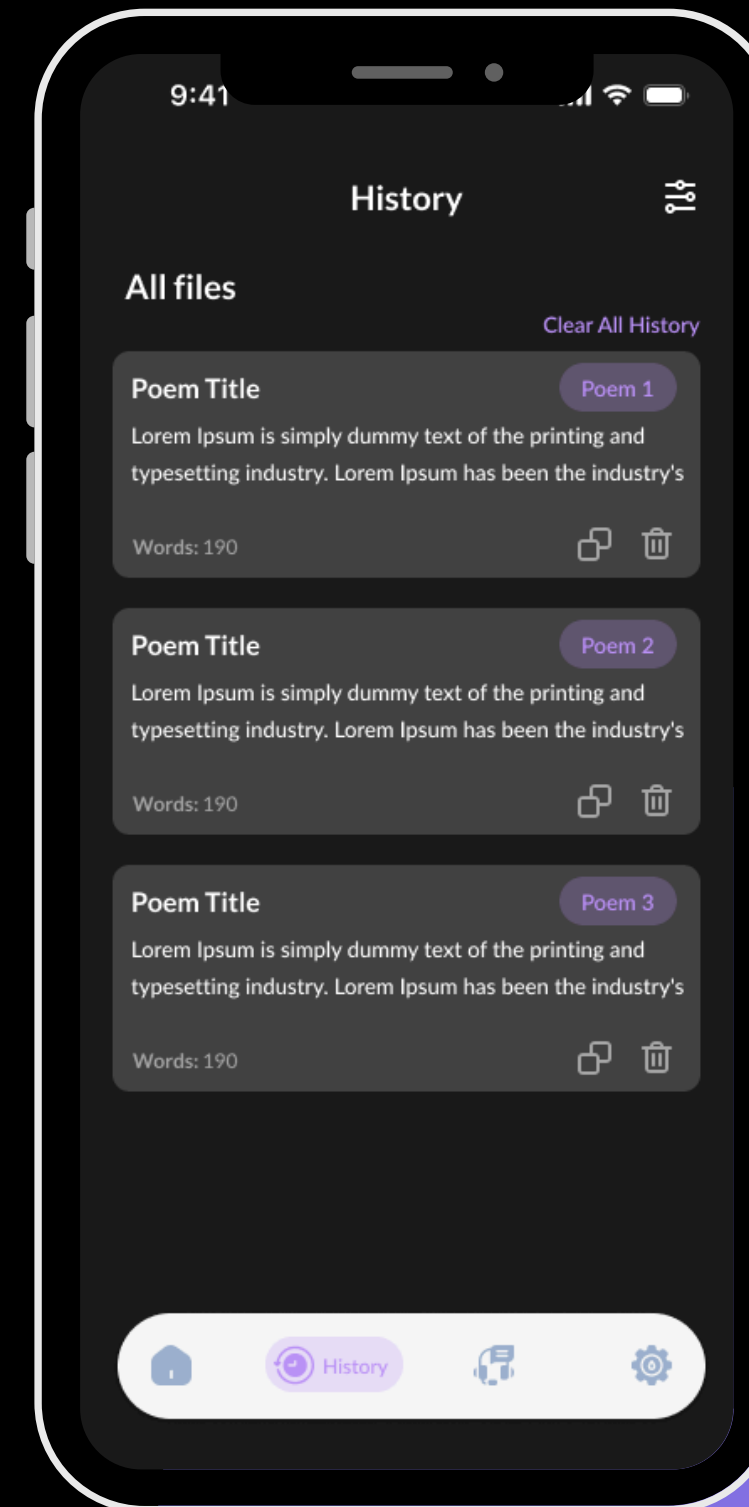 9:41
History
All files
Clear All History
Poem Title
Poem 1
Lorem Ipsum is simply dummy text of the printing and
typesetting industry. Lorem Ipsum has been the industry's
Words: 190
Poem Title
Poem 2
Lorem Ipsum is simply dummy text of the printing and
typesetting industry. Lorem Ipsum has been the industry's
Words: 190
Poem Title
Poem 3
Lorem Ipsum is simply dummy text of the printing and
typesetting industry. Lorem Ipsum has been the industry's
Words: 190
History